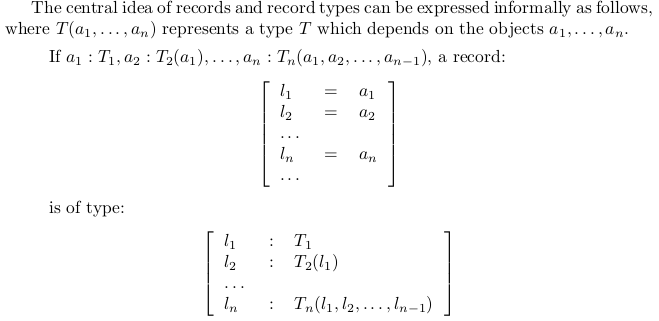 The central idea of records and record types can be expressed informally as follows,
where T(a₁, . . . , aₙ) represents a type T which depends on the objects a₁, . . . , aₙ.
If a₁ : T₁, a₂ : T₂(a₁), . . . , aₙ : Tₙ(a₁, a₂, . . . , aₙ₋₁), a record:
l₁ = a₁
l₂ = a₂
. . .
lₙ = aₙ
. . .
is of type:
l₁ : T₁
l₂ : T₂(l₁)
. . .
lₙ : Tₙ(l₁, l₂, . . . , lₙ₋₁)